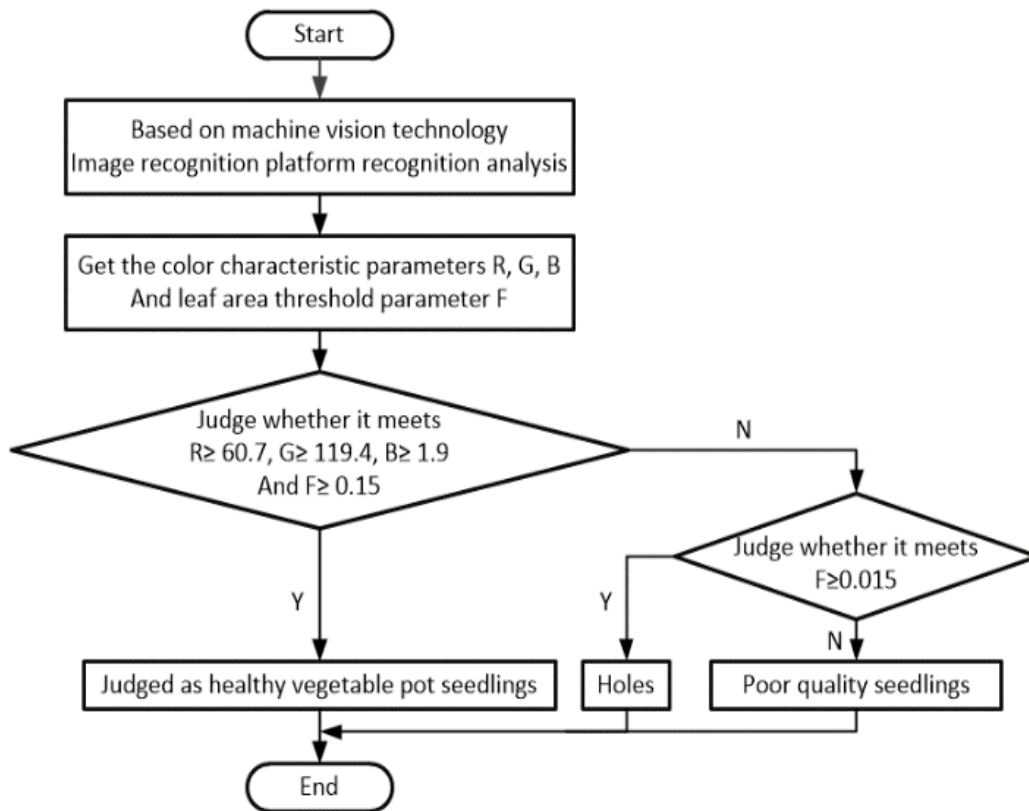 Start
Based on machine vision technology
Image recognition platform recognition analysis
Get the color characteristic parameters R, G, B
And leaf area threshold parameter F
Judge whether it meets
R≥ 60.7, G≥ 119.4, B≥ 1.9
And F≥ 0.15
N
Judge whether it meets
F≥0.015
Y
Y
N
Judged as healthy vegetable pot seedlings
Holes
Poor quality seedlings
End